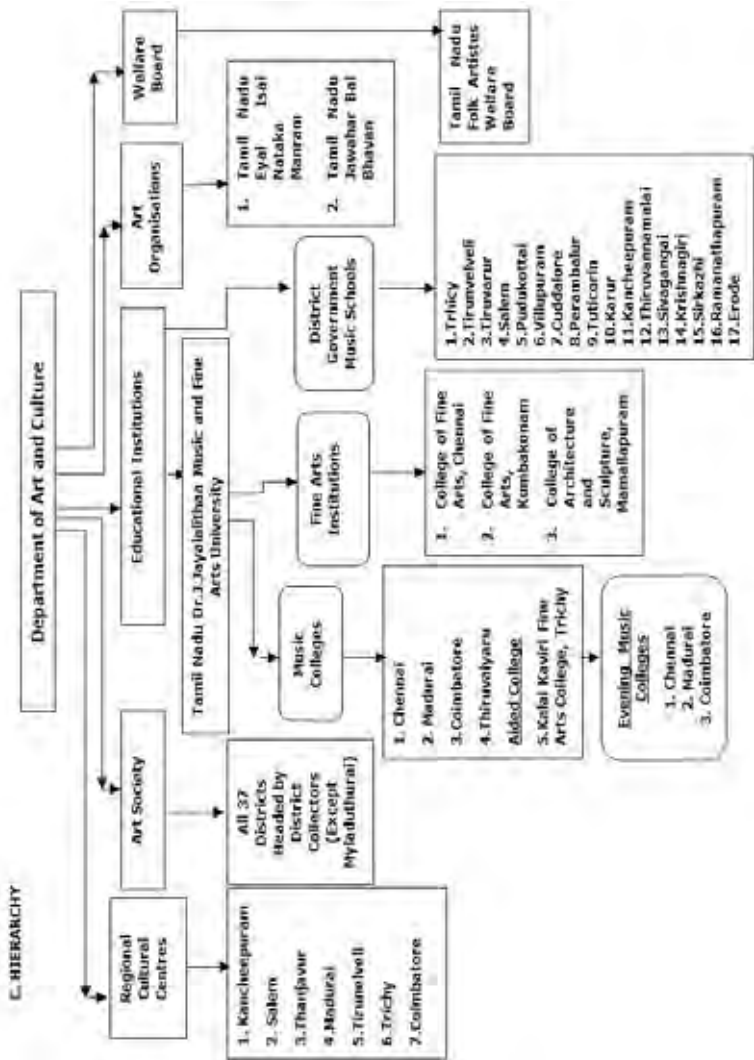 C. HIERARCHY
Department of Art and Culture
Regional
Cultural
Centres
Art Society
Educational Institutions
Art
Organisations
Welfare
Board
1. Kancheepuram
2. Salem
3.Thanjavur
4.Madurai
5.Tirunelveli
6.Trichy
7.Coimbatore
All 37
Districts
Headed by
District
Collectors
(Except
Myladuthurai)
Tamil Nadu Dr.J.Jayalalithaa Music and Fine
Arts University
Music
Colleges
Fine Arts
Institutions
District
Government
Music Schools
1. Chennai
2. Madurai
3.Coimbatore
4.Thiruvaiyaru
Aided College
5.Kalai Kaviri Fine
Arts College, Trichy
Evening Music
Colleges
1. Chennai
2. Madurai
3. Coimbatore
1. College of Fine
Arts, Chennai
2. College of Fine
Arts,
Kumbakonam
3. College of
Architecture
and
Sculpture,
Mamallapuram
1.Trhicy
2.Tirunvelveli
3.Tiruvarur
4.Salem
5.Pudukottai
6.Villupuram
7.Cuddalore
8.Perambalur
9.Tuticorin
10.Karur
11.Kancheepuram
12.Thiruvannamalai
13.Sivagangai
14.Krishnagiri
15.Sirkazhi
16.Ramanathapuram
17.Erode
1. Tamil Nadu
Eyal Isai
Nataka
Manram
2. Tamil Nadu
Jawahar Bal
Bhavan
Tamil Nadu
Folk Artistes
Welfare
Board